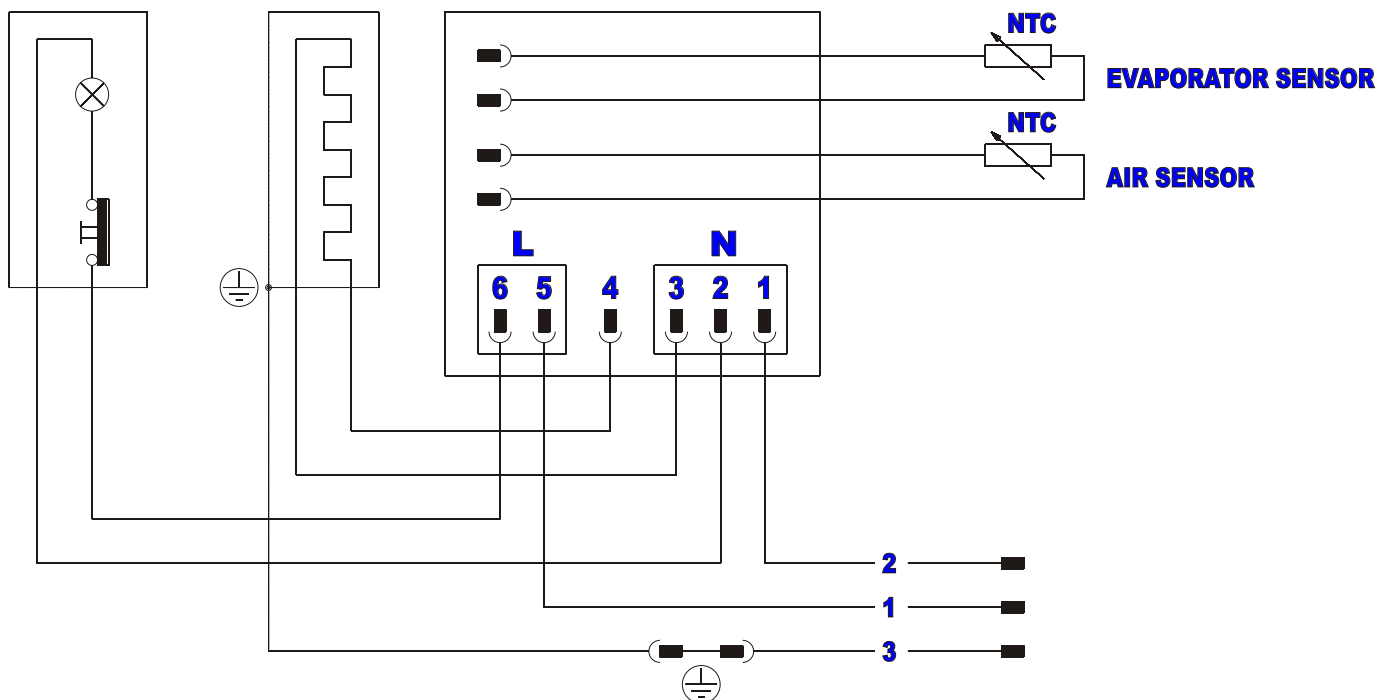 NTC
EVAPORATOR SENSOR
NTC
AIR SENSOR
L N
6 5 4 3 2 1
2
1
3